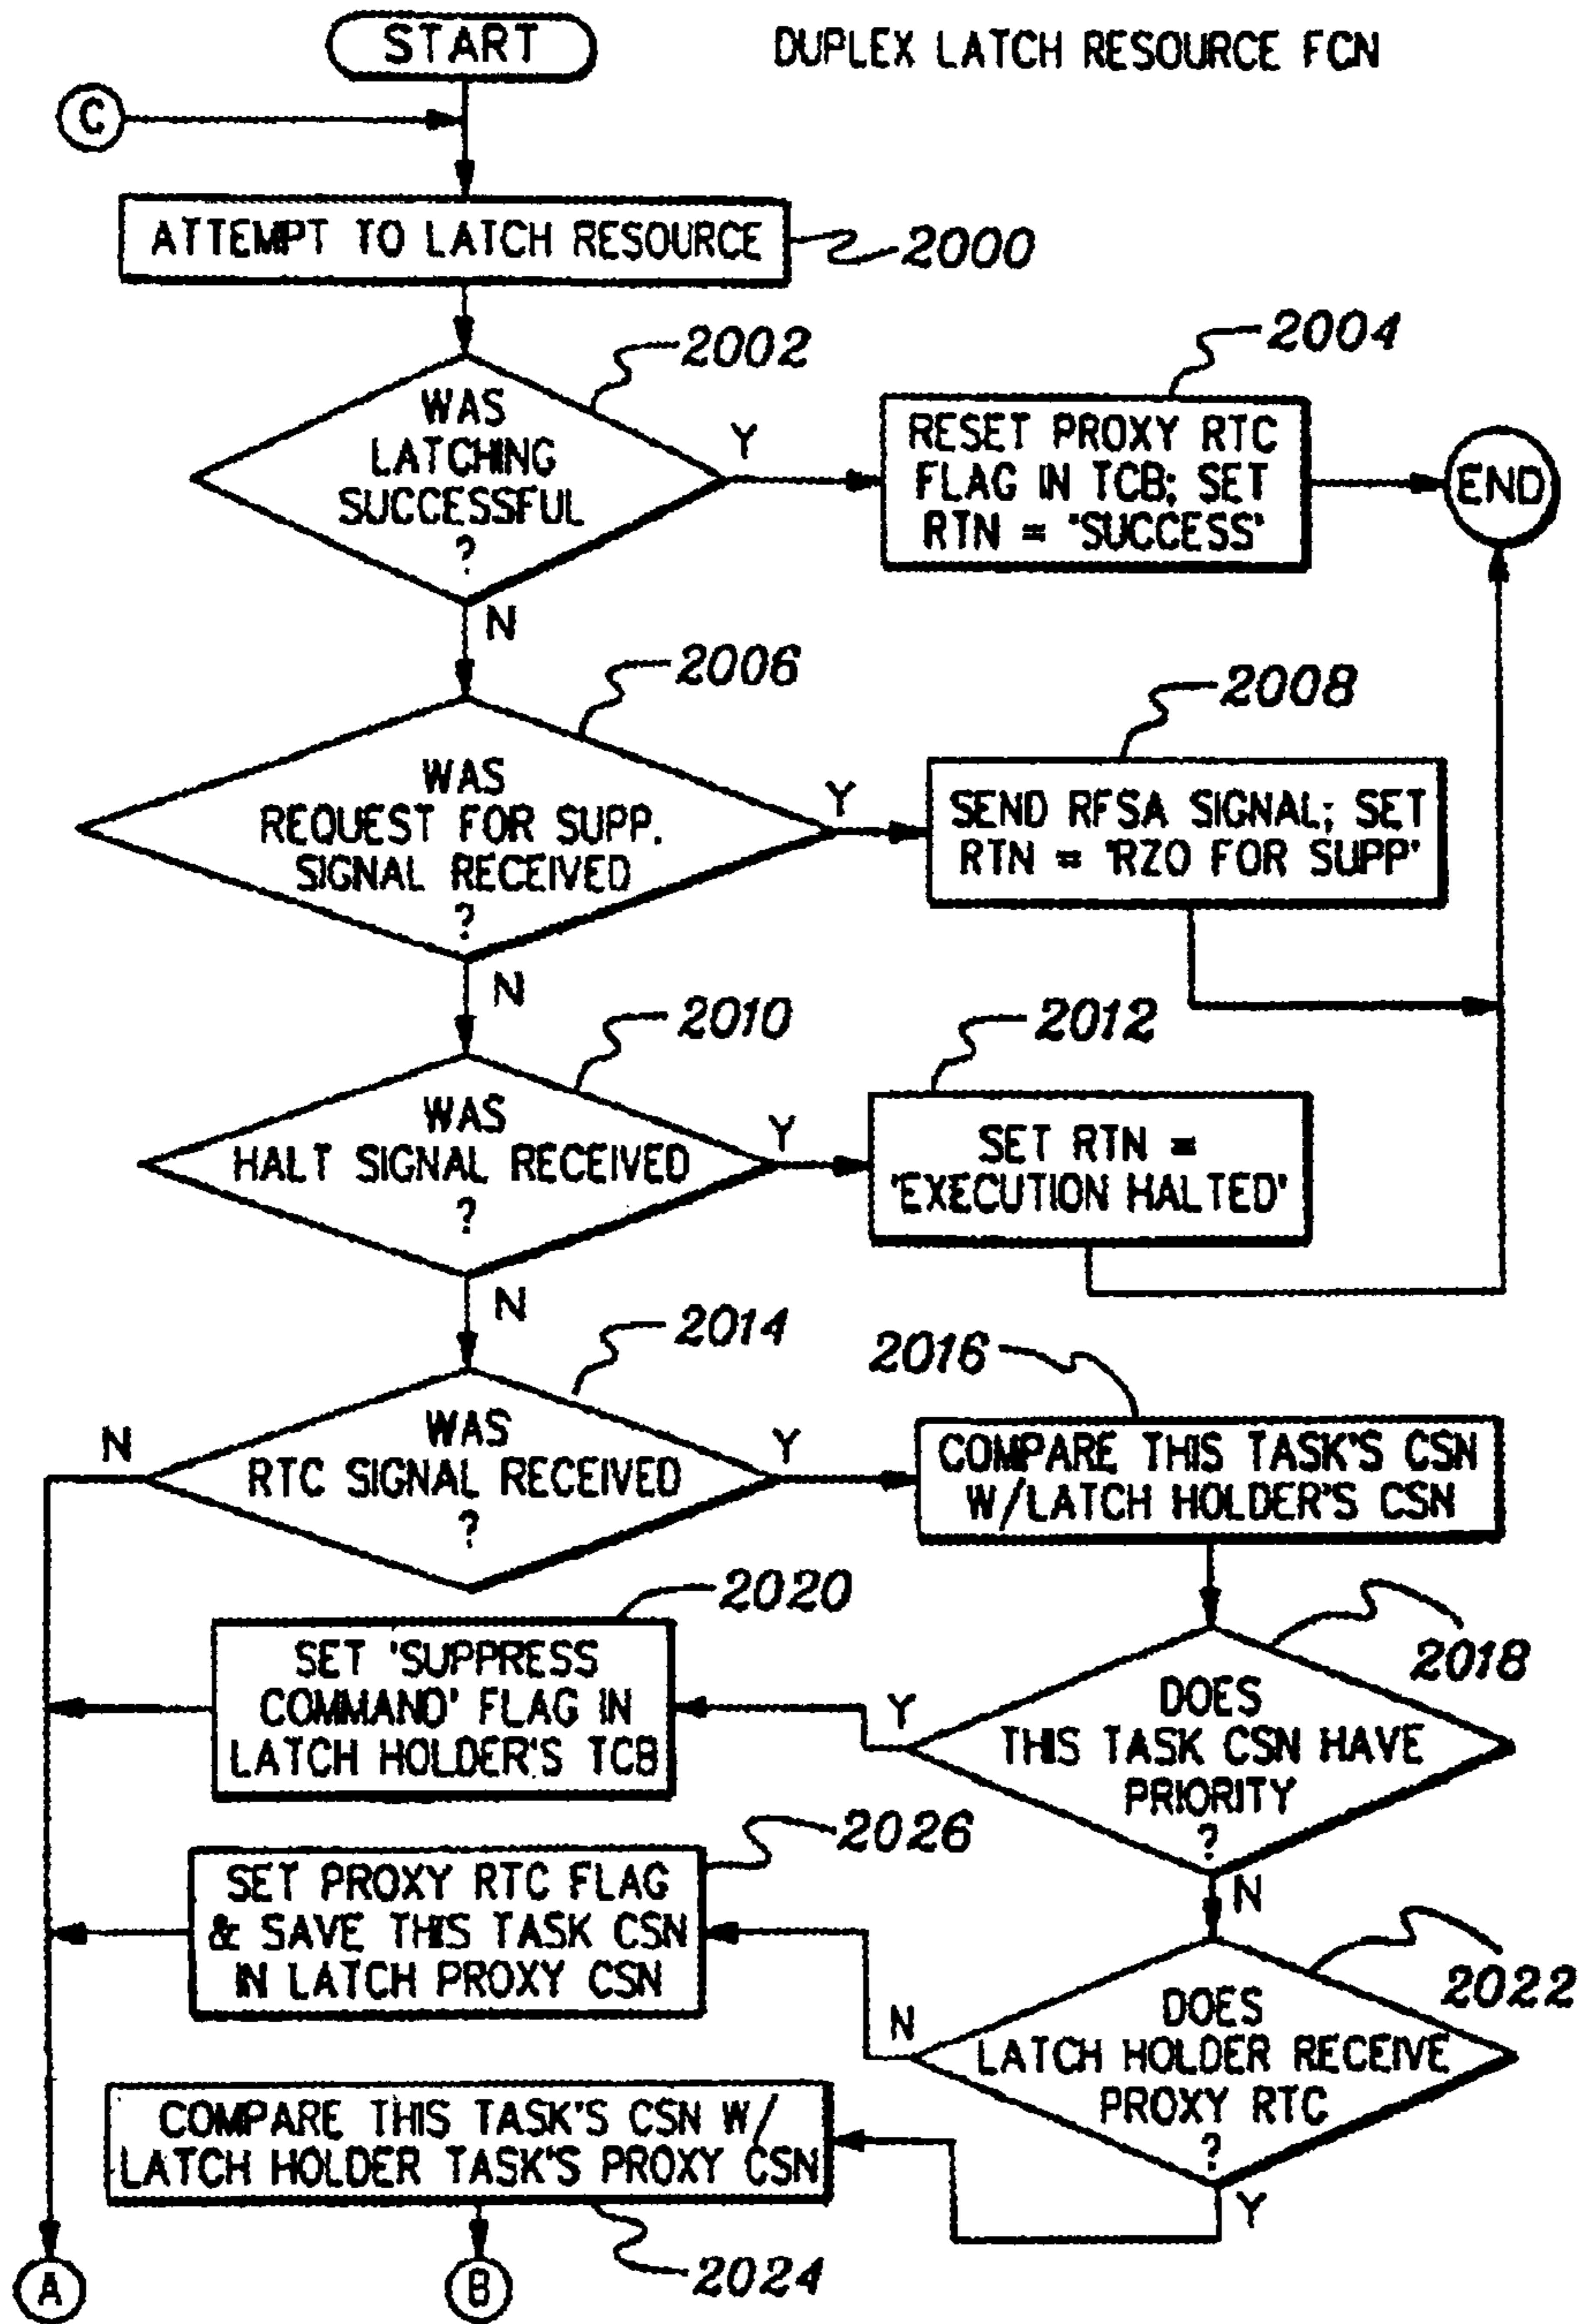 START
DUPLEX LATCH RESOURCE FCN
C
ATTEMPT TO LATCH RESOURCE
2000
2002
WAS
LATCHING
SUCCESSFUL
?
Y
N
2004
RESET PROXY RTC
FLAG IN TCB; SET
RTN = 'SUCCESS'
END
2006
WAS
REQUEST FOR SUPP.
SIGNAL RECEIVED
?
Y
N
2008
SEND RFSA SIGNAL; SET
RTN = 'RZO FOR SUPP'
2010
WAS
HALT SIGNAL RECEIVED
?
Y
N
2012
SET RTN =
'EXECUTION HALTED'
2014
WAS
RTC SIGNAL RECEIVED
?
N
Y
2016
COMPARE THIS TASK'S CSN
W/LATCH HOLDER'S CSN
2018
DOES
THIS TASK CSN HAVE
PRIORITY
?
Y
N
2020
SET 'SUPPRESS
COMMAND' FLAG IN
LATCH HOLDER'S TCB
2022
DOES
LATCH HOLDER RECEIVE
PROXY RTC
?
N
Y
2026
SET PROXY RTC FLAG
& SAVE THIS TASK CSN
IN LATCH PROXY CSN
COMPARE THIS TASK'S CSN W/
LATCH HOLDER TASK'S PROXY CSN
2024
A
B